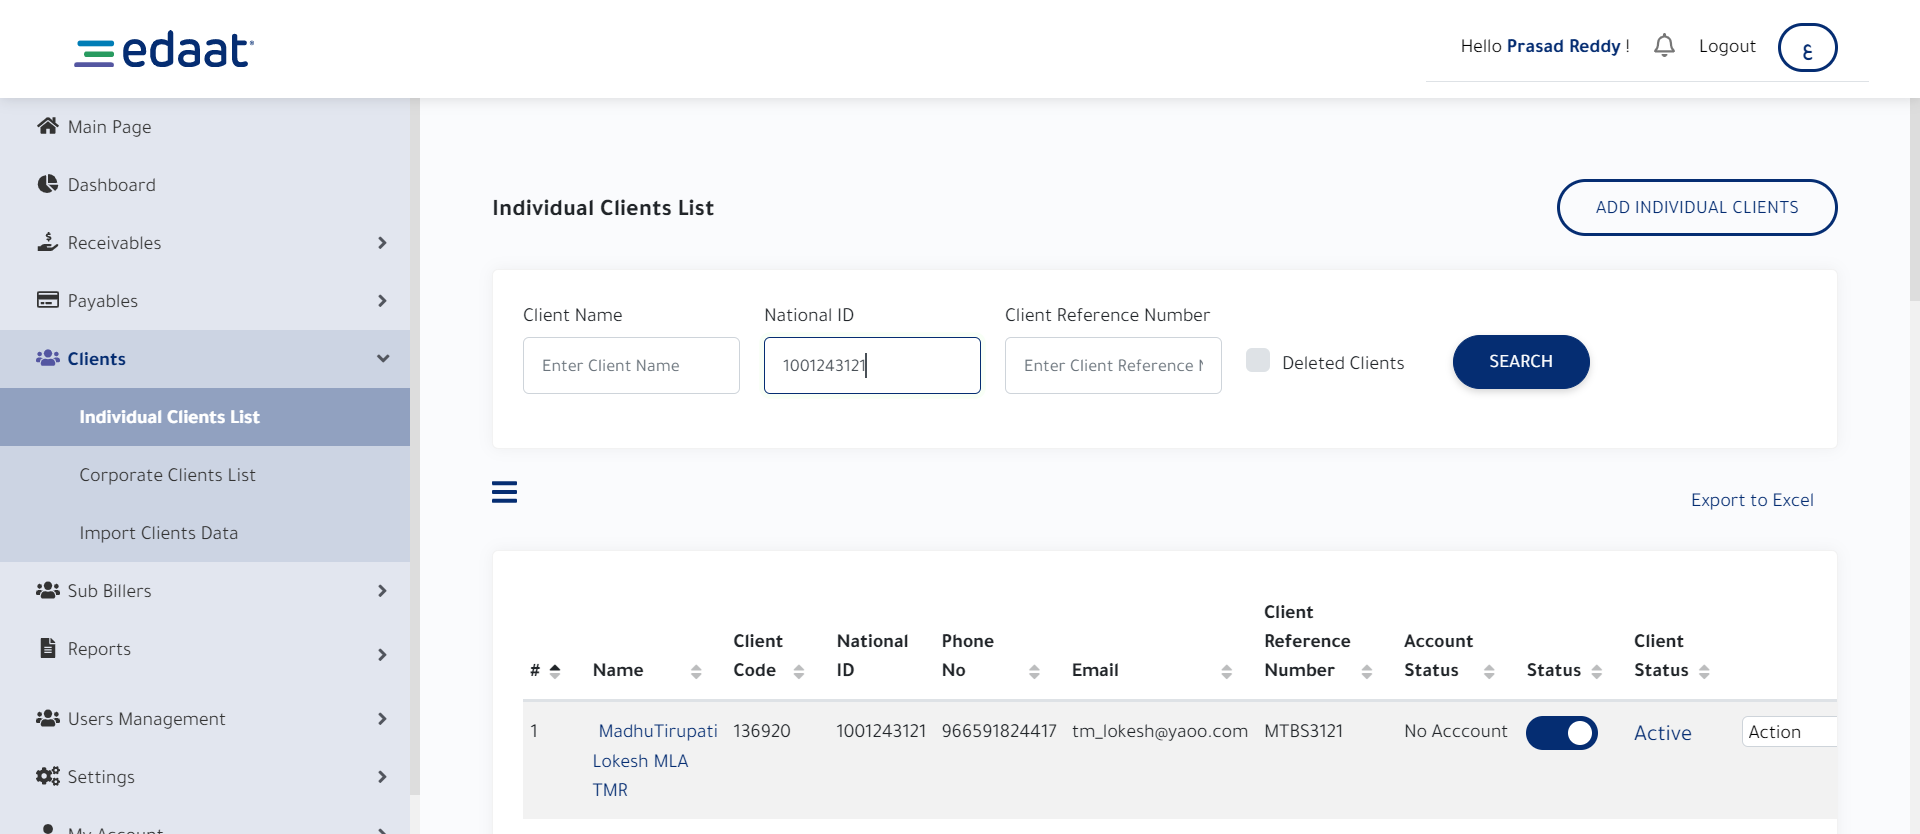 edaat
Hello Prasad Reddy !
Logout
ع
Main Page
Dashboard
Receivables
Payables
Clients
Individual Clients List
Corporate Clients List
Import Clients Data
Sub Billers
Reports
Users Management
Settings
My Account
Individual Clients List
ADD INDIVIDUAL CLIENTS
Client Name
National ID
Client Reference Number
Enter Client Name
1001243121
Enter Client Reference
Deleted Clients
SEARCH
Export to Excel
#
Name
Client
Code
National
ID
Phone
No
Email
Client
Reference
Number
Account
Status
Status
Client
Status
1
MadhuTirupati
Lokesh MLA
TMR
136920
1001243121
966591824417
tm_lokesh@yaoo.com
MTBS3121
No Acccount
Active
Action